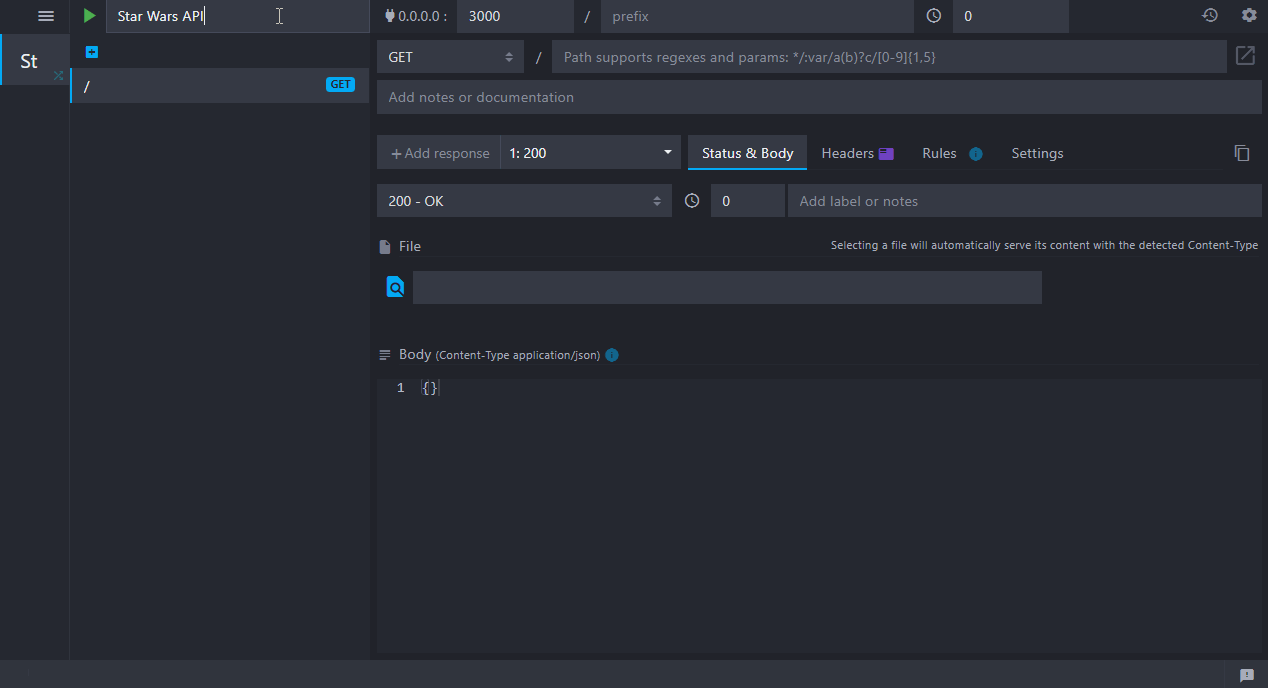 Star Wars API
0.0.0.0 : 3000 / prefix 0
St
/ GET
GET / Path supports regexes and params: */:var/a(b)?c/[0-9]{1,5}
Add notes or documentation
+ Add response 1: 200 Status & Body Headers Rules Settings
200 - OK 0 Add label or notes
File Selecting a file will automatically serve its content with the detected Content-Type
Body (Content-Type application/json)
1 {}